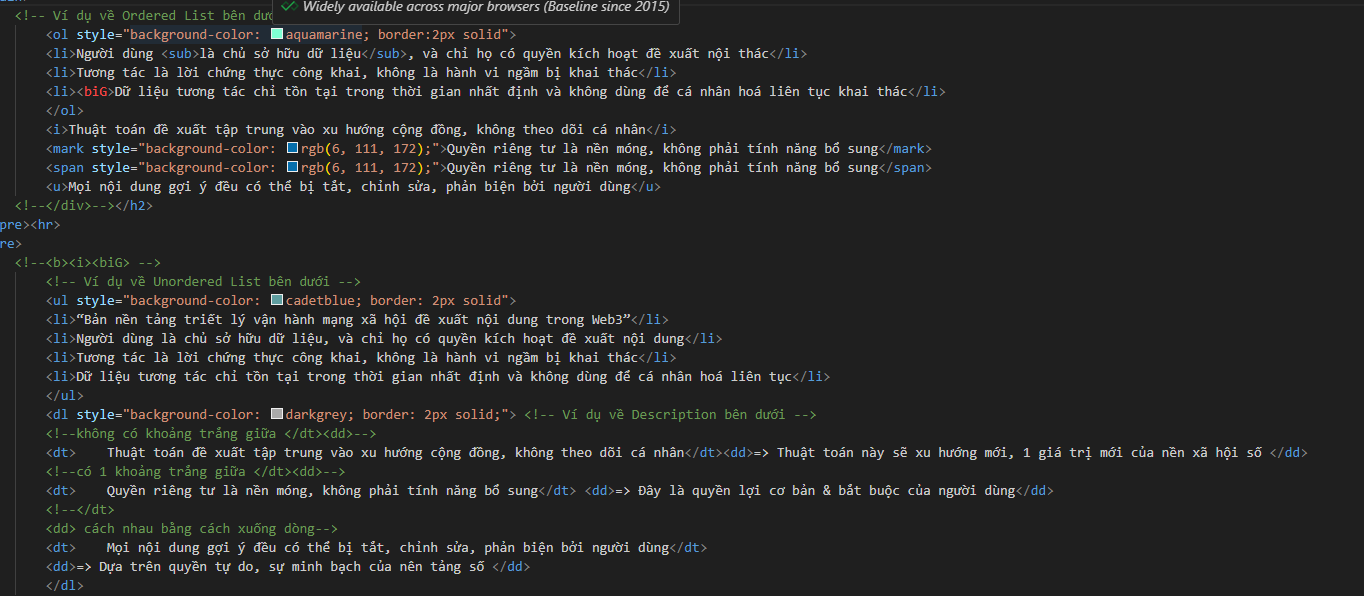 <!-- Ví dụ về Ordered List bên dưới
Widely available across major browsers (Baseline since 2015)
<ol style="background-color: aquamarine; border:2px solid">
<li>Người dùng <sub>là chủ sở hữu dữ liệu</sub>, và chỉ họ có quyền kích hoạt đề xuất nội thác</li>
<li>Tương tác là lời chứng thực công khai, không là hành vi ngầm bị khai thác</li>
<li><biG>Dữ liệu tương tác chỉ tồn tại trong thời gian nhất định và không dùng để cá nhân hoá liên tục khai thác</li>
</ol>
<i>Thuật toán đề xuất tập trung vào xu hướng cộng đồng, không theo dõi cá nhân</i>
<mark style="background-color: rgb(6, 111, 172);">Quyền riêng tư là nền móng, không phải tính năng bổ sung</mark>
<span style="background-color: rgb(6, 111, 172);">Quyền riêng tư là nền móng, không phải tính năng bổ sung</span>
<u>Mọi nội dung gợi ý đều có thể bị tắt, chỉnh sửa, phản biện bởi người dùng</u>
<!--</div>--></h2>
pre><hr>
re>
<!--<b><i><biG> -->
<!-- Ví dụ về Unordered List bên dưới -->
<ul style="background-color: cadetblue; border: 2px solid">
<li>“Bản nền tảng triết lý vận hành mạng xã hội đề xuất nội dung trong Web3”</li>
<li>Người dùng là chủ sở hữu dữ liệu, và chỉ họ có quyền kích hoạt đề xuất nội dung</li>
<li>Tương tác là lời chứng thực công khai, không là hành vi ngầm bị khai thác</li>
<li>Dữ liệu tương tác chỉ tồn tại trong thời gian nhất định và không dùng để cá nhân hoá liên tục</li>
</ul>
<dl style="background-color: darkgrey; border: 2px solid;"> <!-- Ví dụ về Description bên dưới -->
<!--không có khoảng trắng giữa </dt><dd>-->
<dt>    Thuật toán đề xuất tập trung vào xu hướng cộng đồng, không theo dõi cá nhân</dt><dd>=> Thuật toán này sẽ xu hướng mới, 1 giá trị mới của nền xã hội số </dd>
<!--có 1 khoảng trắng giữa </dt><dd>-->
<dt>    Quyền riêng tư là nền móng, không phải tính năng bổ sung</dt> <dd>=> Đây là quyền lợi cơ bản & bắt buộc của người dùng</dd>
<!--</dt>
<dd> cách nhau bằng cách xuống dòng-->
<dt>    Mọi nội dung gợi ý đều có thể bị tắt, chỉnh sửa, phản biện bởi người dùng</dt>
<dd>=> Dựa trên quyền tự do, sự minh bạch của nên tảng số </dd>
</dl>